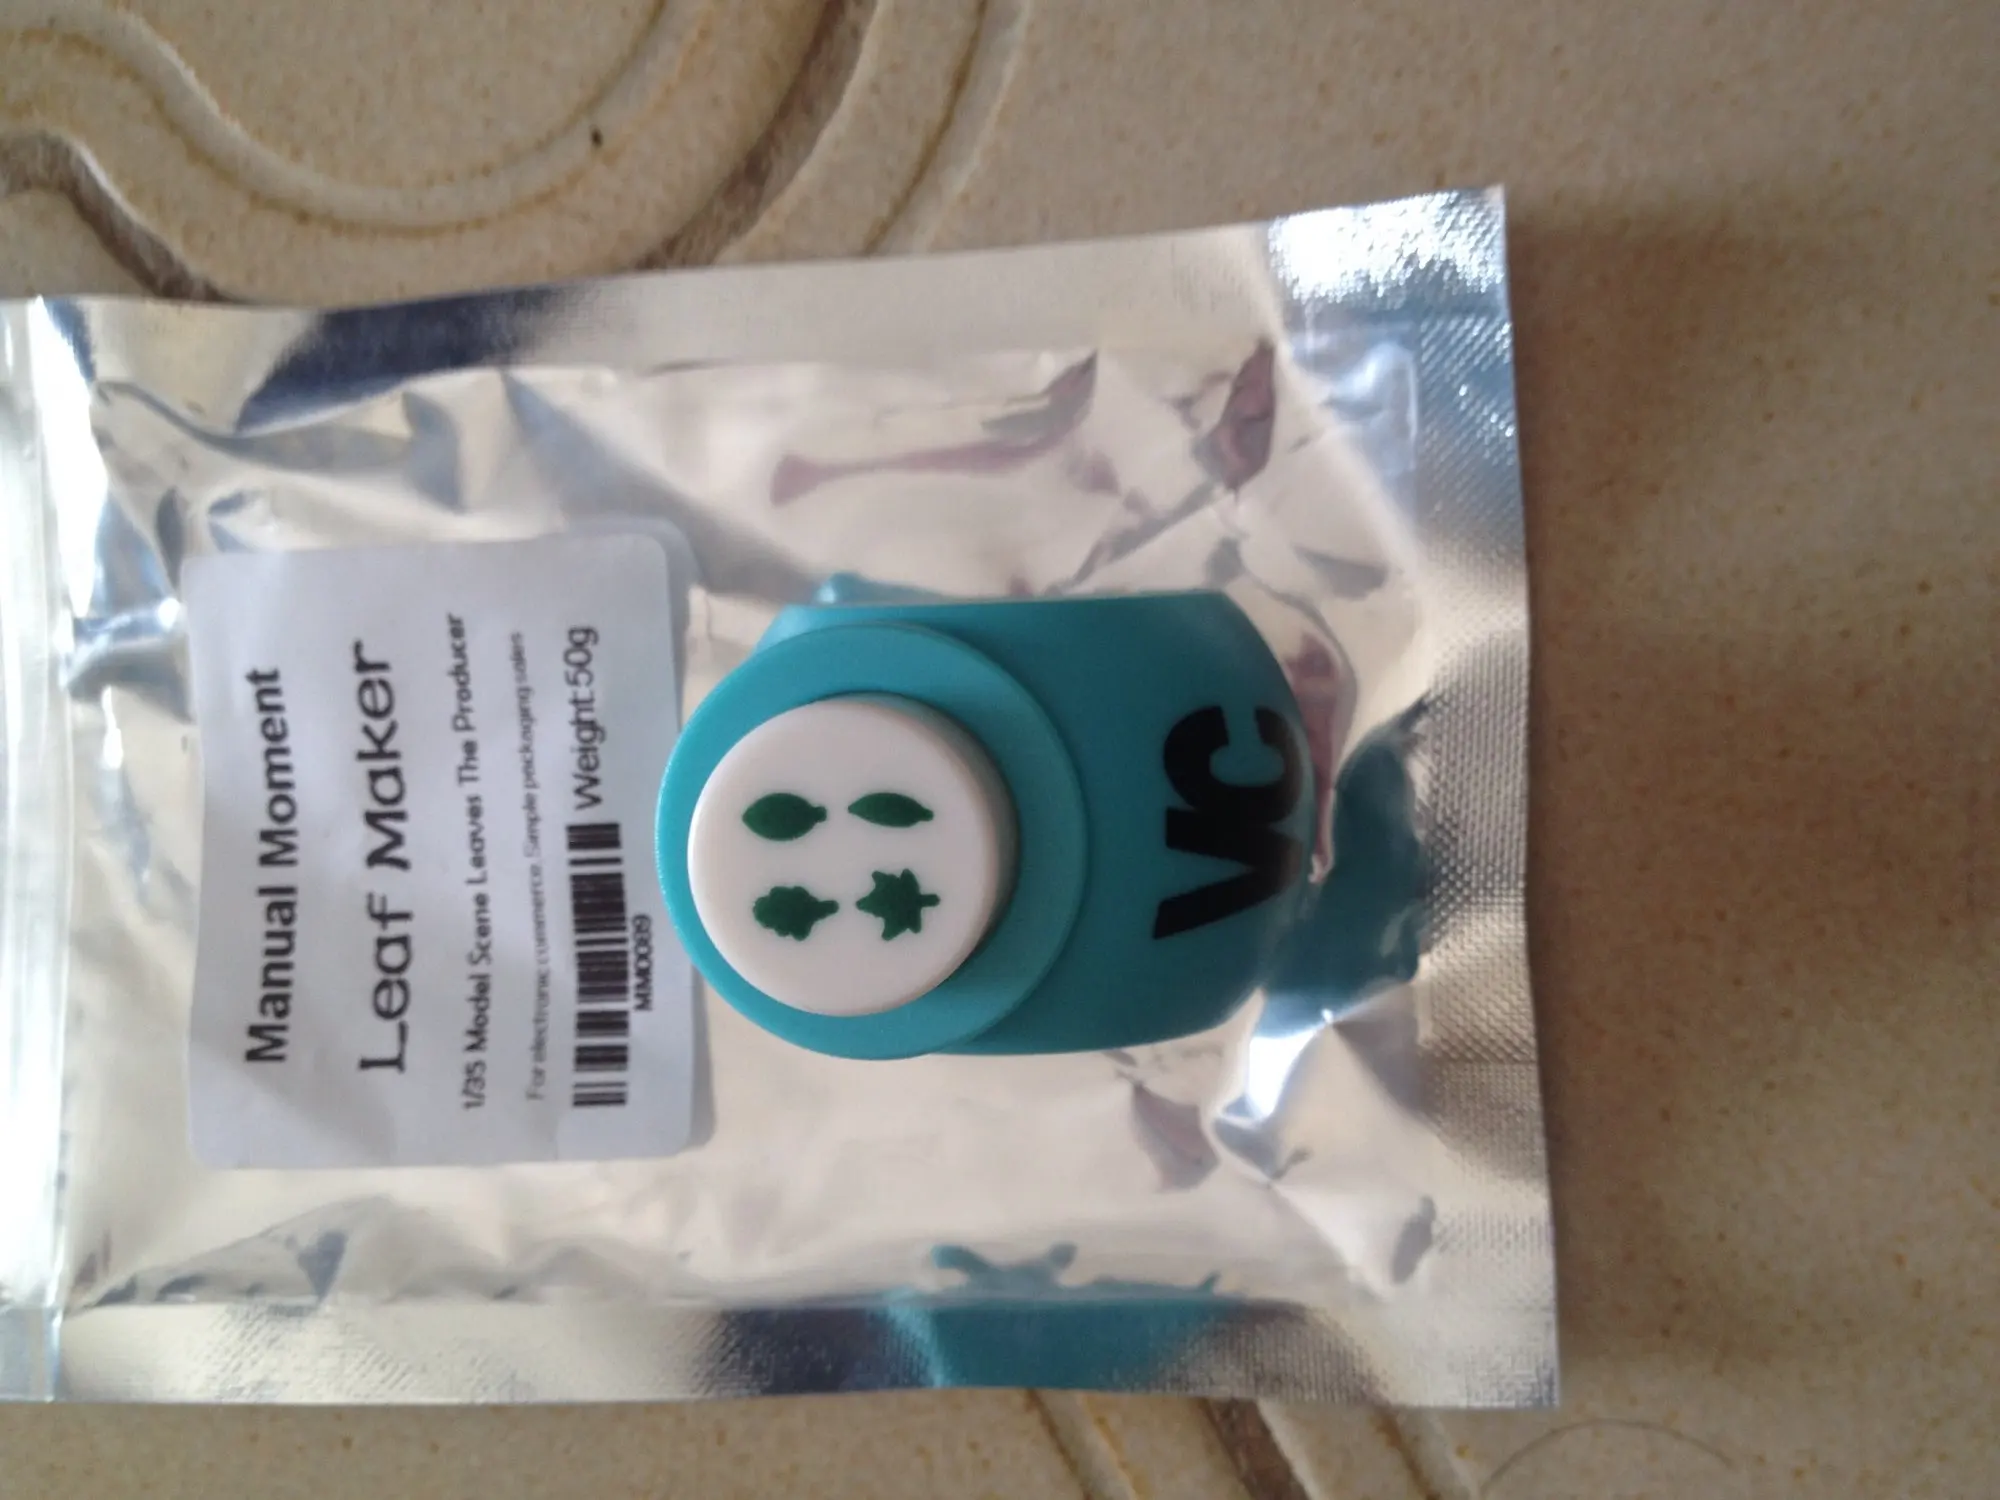 Manual Moment
Leaf Maker
1/35 Model Scene Leaves The Producer
For electronic commerce. Simple packaging sales
Weight:50g
MM0089
VC